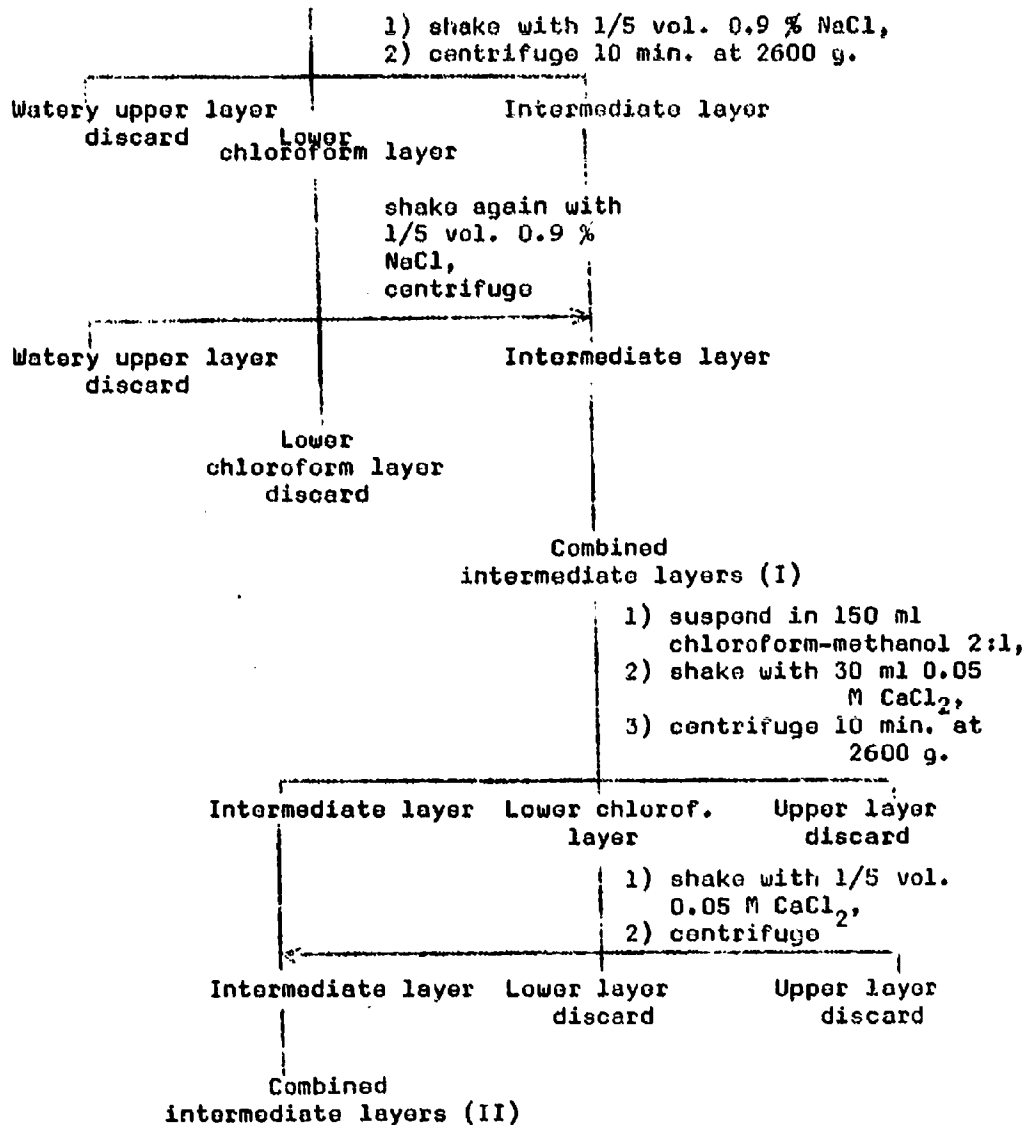 1) shake with 1/5 vol. 0.9 % NaCl,
2) centrifuge 10 min. at 2600 g.
Watery upper layer
discard
Lower
chloroform layer
Intermediate layer
shake again with
1/5 vol. 0.9 %
NaCl,
centrifuge
Watery upper layer
discard
Intermediate layer
Lower
chloroform layer
discard
Combined
intermediate layers (I)
1) suspend in 150 ml
chloroform-methanol 2:1,
2) shake with 30 ml 0.05
M CaCl2,
3) centrifuge 10 min. at
2600 g.
Intermediate layer
Lower chlorof.
layer
Upper layer
discard
1) shake with 1/5 vol.
0.05 M CaCl2,
2) centrifuge
Intermediate layer
Lower layer
discard
Upper layer
discard
Combined
intermediate layers (II)